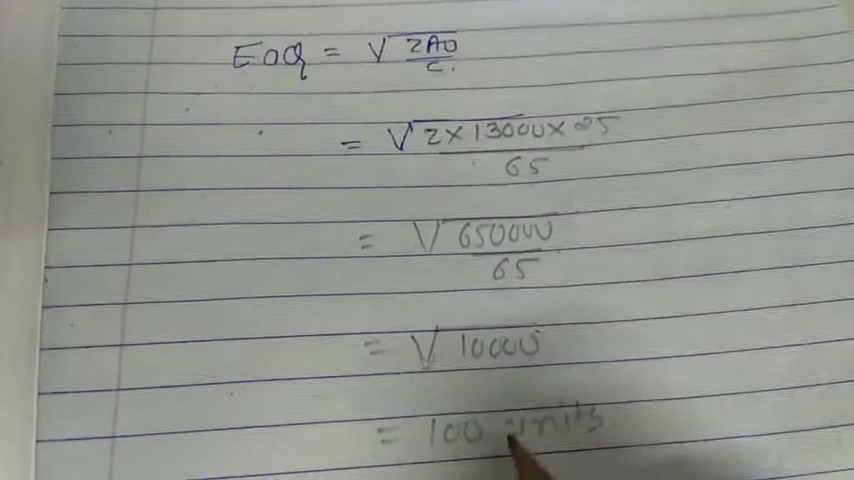 EOQ = √2AO/C.
= √2×13000×25/65
= √650000/65
= √10000
= 100 units